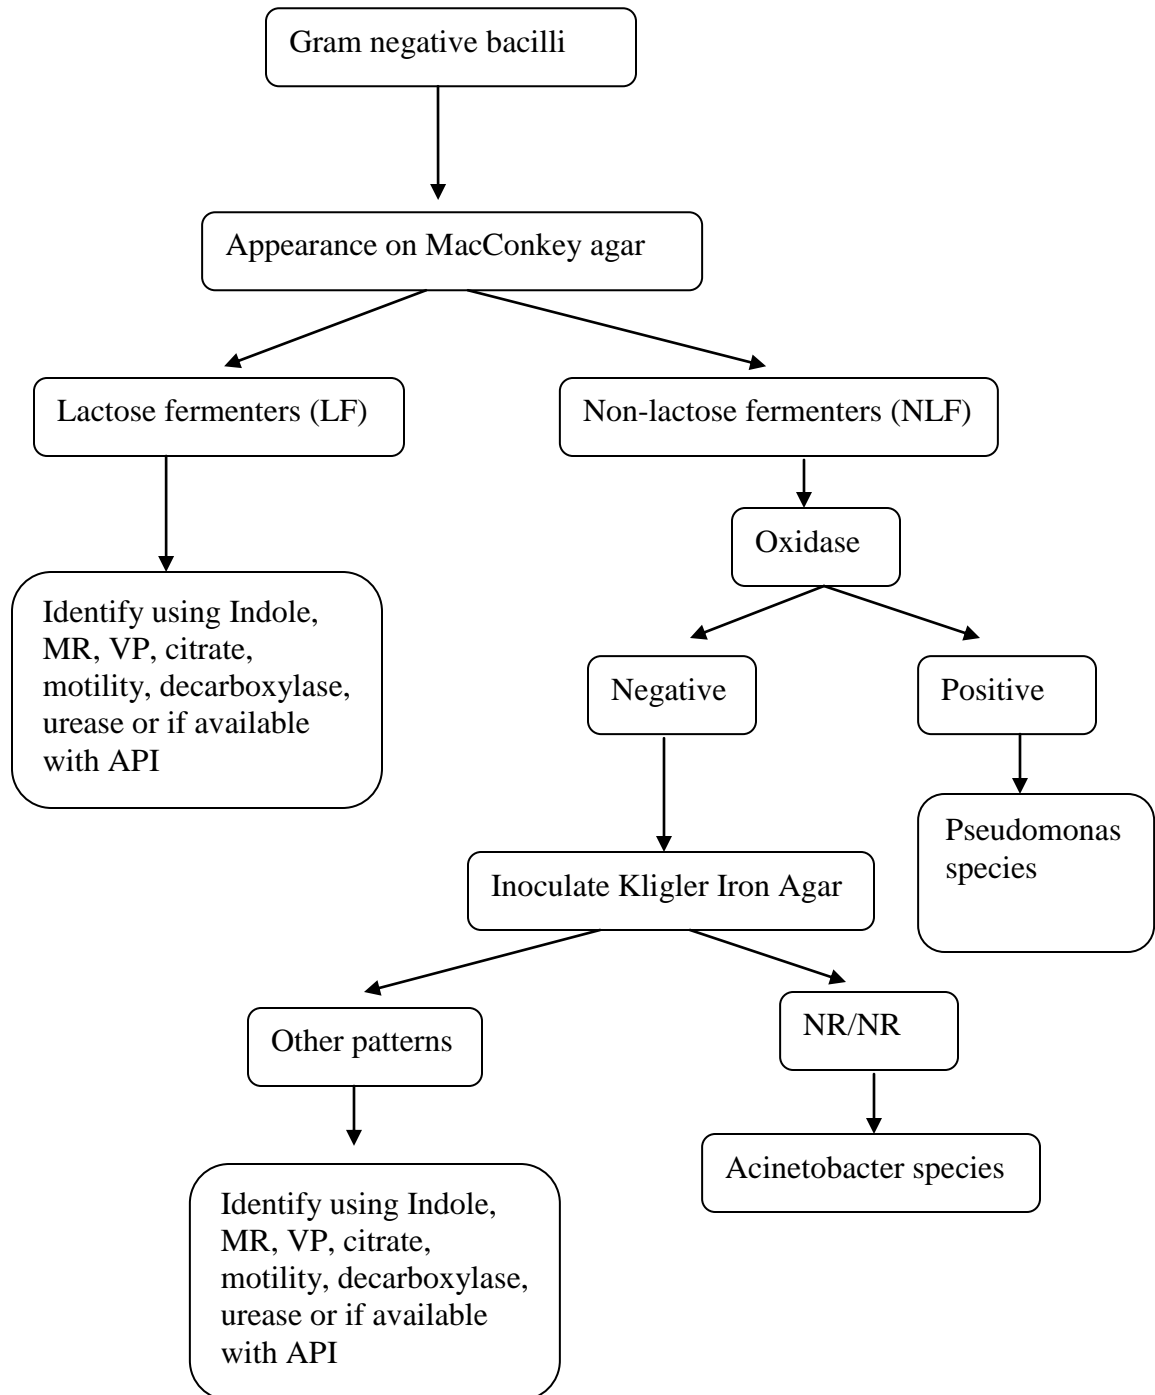 Gram negative bacilli
Appearance on MacConkey agar
Lactose fermenters (LF)
Non-lactose fermenters (NLF)
Oxidase
Identify using Indole,
MR, VP, citrate,
motility, decarboxylase,
urease or if available
with API
Negative
Positive
Pseudomonas
species
Inoculate Kligler Iron Agar
Other patterns
NR/NR
Acinetobacter species
Identify using Indole,
MR, VP, citrate,
motility, decarboxylase,
urease or if available
with API